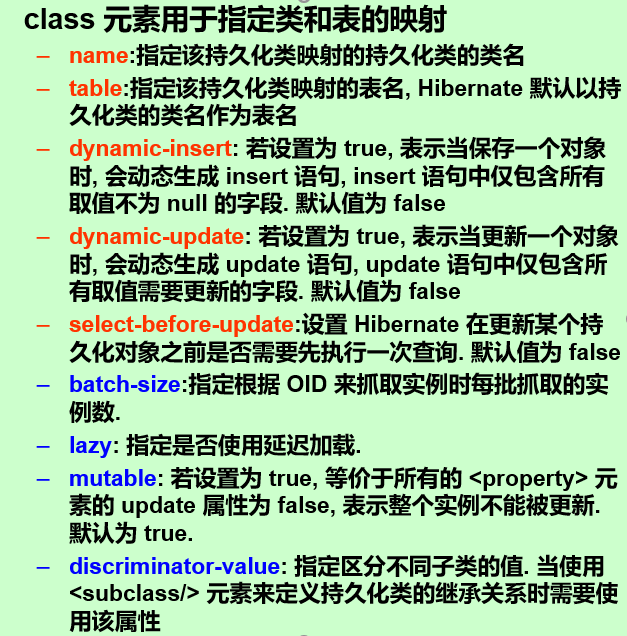 class 元素用于指定类和表的映射
– name:指定该持久化类映射的持久化类的类名
– table:指定该持久化类映射的表名, Hibernate 默认以持
久化类的类名作为表名
– dynamic-insert: 若设置为 true, 表示当保存一个对象
时, 会动态生成 insert 语句, insert 语句中仅包含所有
取值不为 null 的字段. 默认值为 false
– dynamic-update: 若设置为 true, 表示当更新一个对象
时, 会动态生成 update 语句, update 语句中仅包含所
有取值需要更新的字段. 默认值为 false
– select-before-update:设置 Hibernate 在更新某个持
久化对象之前是否需要先执行一次查询. 默认值为 false
– batch-size:指定根据 OID 来抓取实例时每批抓取的实
例数.
– lazy: 指定是否使用延迟加载.
– mutable: 若设置为 true, 等价于所有的 <property> 元
素的 update 属性为 false, 表示整个实例不能被更新.
默认为 true.
– discriminator-value: 指定区分不同子类的值. 当使用
<subclass/> 元素来定义持久化类的继承关系时需要使
用该属性